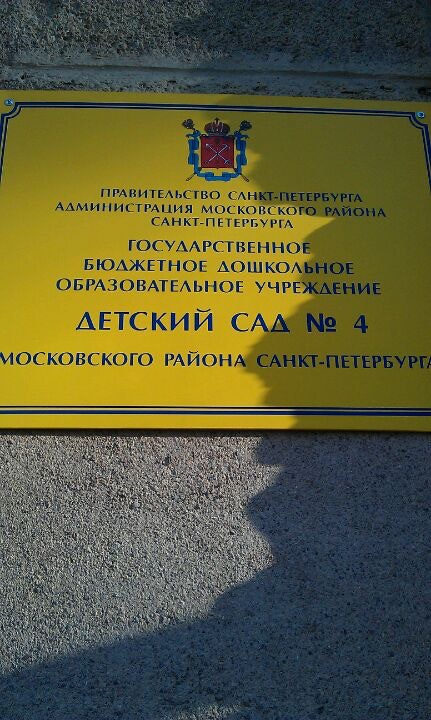 ПРАВИТЕЛЬСТВО САНКТ-ПЕТЕРБУРГА
АДМИНИСТРАЦИЯ МОСКОВСКОГО РАЙОНА
САНКТ-ПЕТЕРБУРГА
ГОСУДАРСТВЕННОЕ
БЮДЖЕТНОЕ ДОШКОЛЬНОЕ
ОБРАЗОВАТЕЛЬНОЕ УЧРЕЖДЕНИЕ
ДЕТСКИЙ САД № 4
МОСКОВСКОГО РАЙОНА САНКТ-ПЕТЕРБУРГА